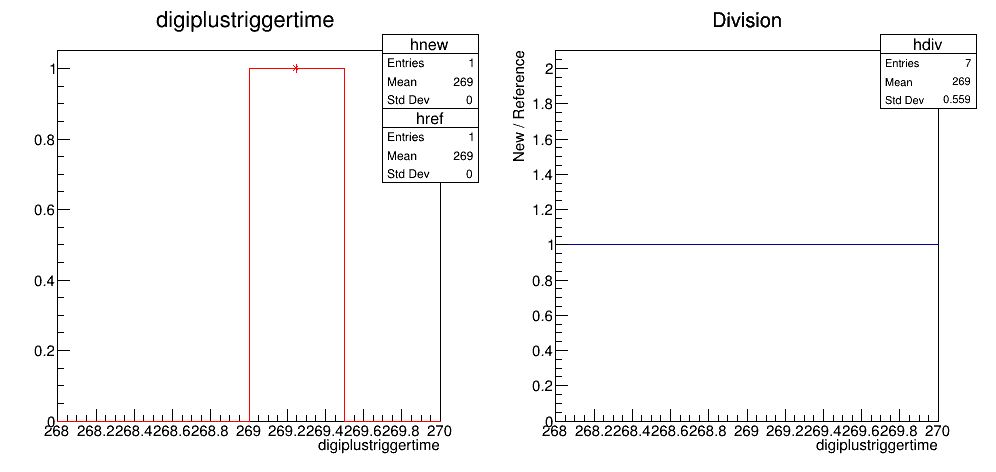 digiplustriggertime
hnew
Entries 1
Mean 269
Std Dev 0
href
Entries 1
Mean 269
Std Dev 0
1
0.8
0.6
0.4
0.2
0
268 268.2 268.4 268.6 268.8 269 269.2 269.4 269.6 269.8 270
digiplustriggertime
Division
hdiv
Entries 7
Mean 269
Std Dev 0.559
New / Reference
2
1.8
1.6
1.4
1.2
1
0.8
0.6
0.4
0.2
0
268 268.2 268.4 268.6 268.8 269 269.2 269.4 269.6 269.8 270
digiplustriggertime